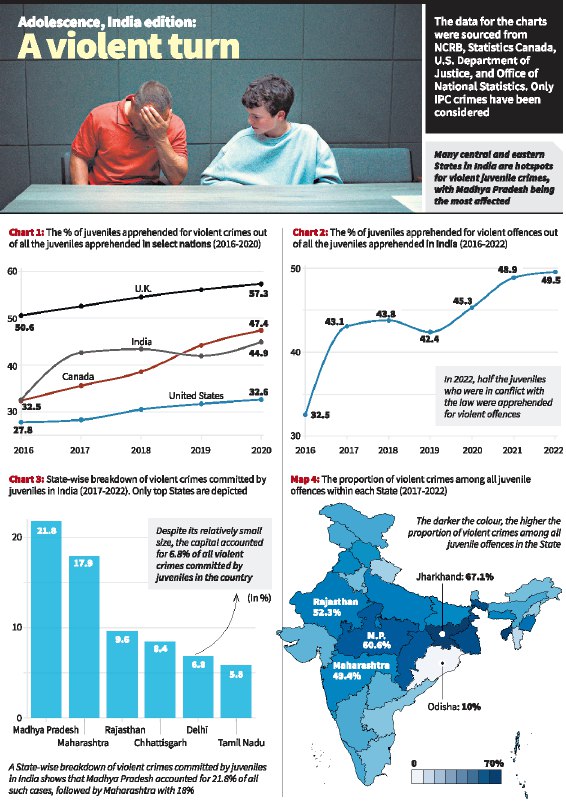 Adolescence, India edition:
A violent turn
The data for the charts
were sourced from
NCRB, Statistics Canada,
U.S. Department of
Justice, and Office of
National Statistics. Only
IPC crimes have been
considered
Many central and eastern
States in India are hotspots
for violent juvenile crimes,
with Madhya Pradesh being
the most affected
Chart 1: The % of juveniles apprehended for violent crimes out
of all the juveniles apprehended in select nations (2016-2020)
60
U.K.
57.3
50
50.6
47.4
India
44.9
40
Canada
United States
32.6
32.5
30
27.8
2016 2017 2018 2019 2020
Chart 2: The % of juveniles apprehended for violent offences out
of all the juveniles apprehended in India (2016-2022)
50
48.9
49.5
45.3
43.1
43.8
42.4
40
In 2022, half the juveniles
who were in conflict with
the law were apprehended
for violent offences
32.5
30
2016 2017 2018 2019 2020 2021 2022
Chart 3: State-wise breakdown of violent crimes committed by
juveniles in India (2017-2022). Only top States are depicted
20
21.8
17.9
Despite its relatively small
size, the capital accounted
for 6.8% of all violent
crimes committed by
juveniles in the country
(In %)
10
9.6
8.4
6.8
5.8
0
Madhya Pradesh
Maharashtra
Rajasthan
Chhattisgarh
Delhi
Tamil Nadu
A State-wise breakdown of violent crimes committed by juveniles
in India shows that Madhya Pradesh accounted for 21.8% of all
such cases, followed by Maharashtra with 18%
Map 4: The proportion of violent crimes among all juvenile
offences within each State (2017-2022)
The darker the colour, the higher the
proportion of violent crimes among all
juvenile offences in the State
Jharkhand: 67.1%
Rajasthan
52.3%
M.P.
60.6%
Maharashtra
49.4%
Odisha: 10%
0 70%